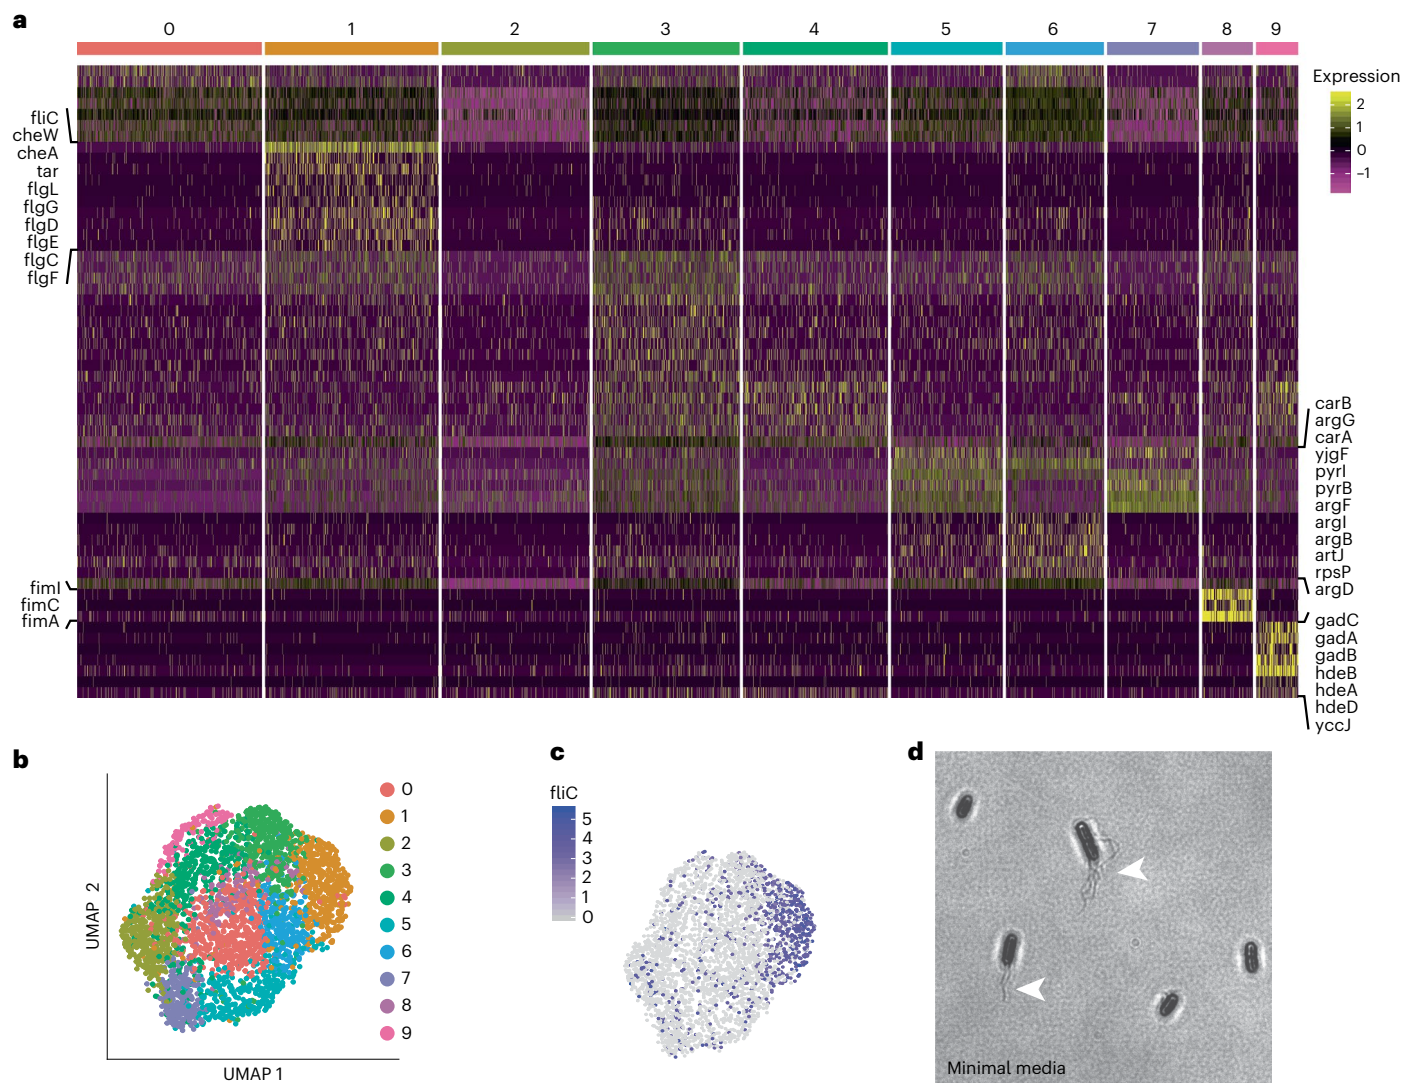 a
0 1 2 3 4 5 6 7 8 9
Expression
2
1
0
−1
fliC
cheW
cheA
tar
flgL
flgG
flgD
flgE
flgC
flgF
fimI
fimC
fimA
carB
argG
carA
yjgF
pyrI
pyrB
argF
argI
argB
artJ
rpsP
argD
gadC
gadA
gadB
hdeB
hdeA
hdeD
yccJ
b
UMAP 2
UMAP 1
0
1
2
3
4
5
6
7
8
9
c
fliC
5
4
3
2
1
0
d
Minimal media